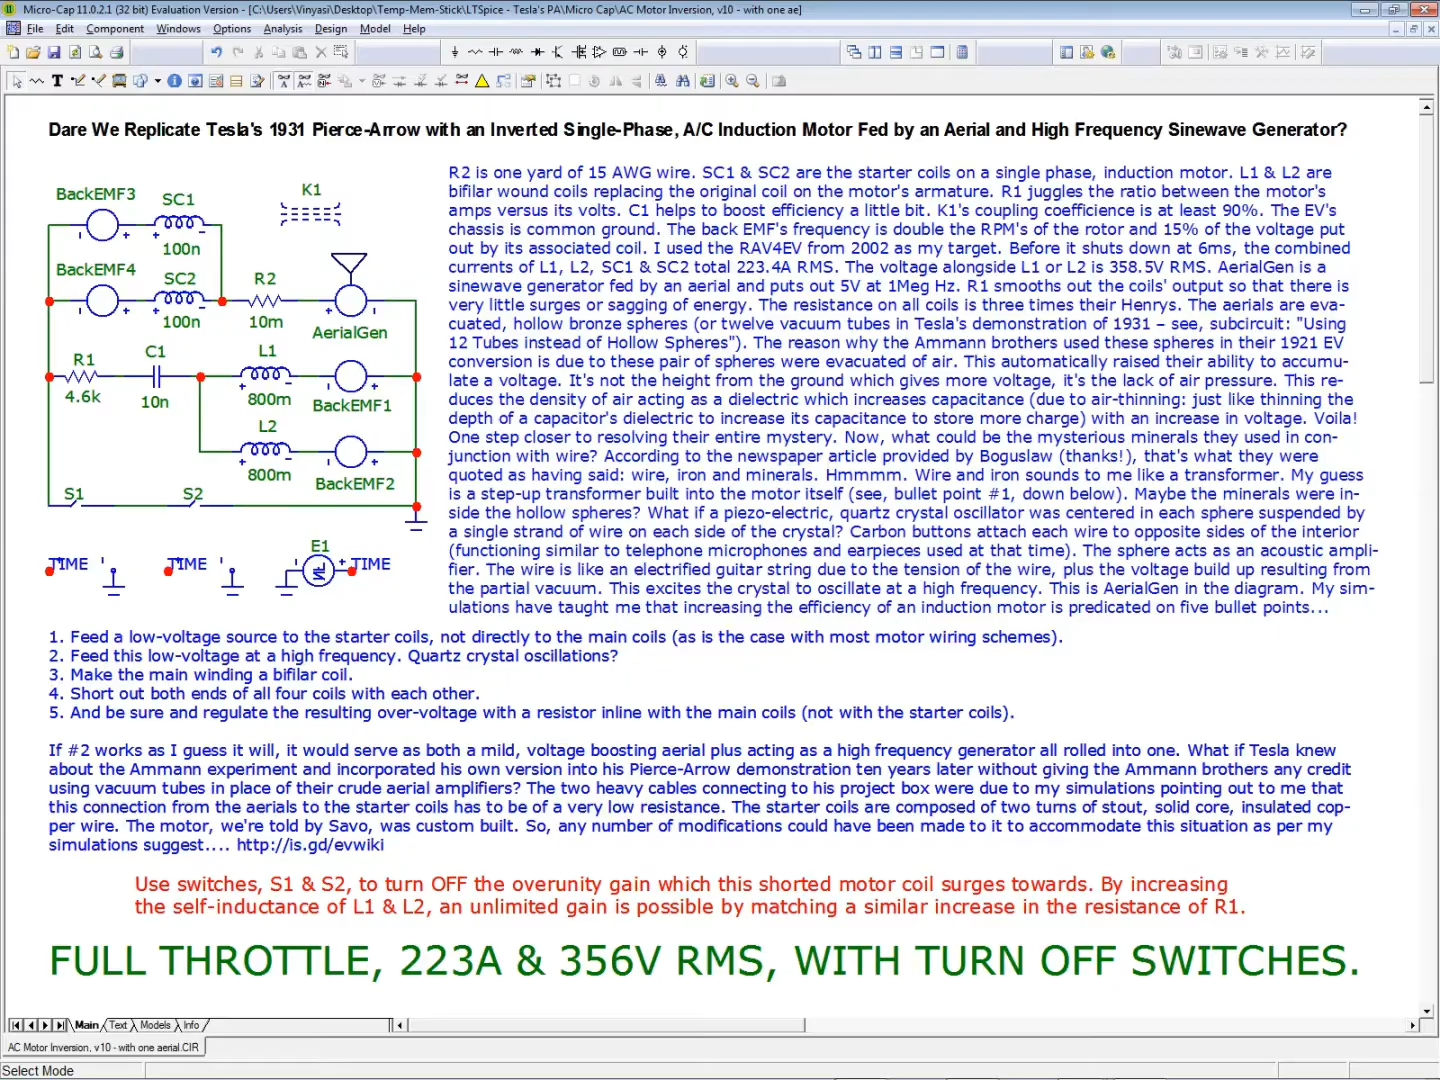 Micro-Cap 11.0.2.1 (32 bit) Evaluation Version - [C:\Users\Vinyasi\Desktop\Temp-Mem-Stick\LTSpice - Tesla's PA\Micro Cap\AC Motor Inversion, v10 - with one ae]
File Edit Component Windows Options Analysis Design Model Help
Dare We Replicate Tesla's 1931 Pierce-Arrow with an Inverted Single-Phase, A/C Induction Motor Fed by an Aerial and High Frequency Sinewave Generator?
BackEMF3
SC1
K1
100n
BackEMF4
SC2
R2
100n
10m
AerialGen
R1
C1
L1
4.6k
10n
800m
BackEMF1
L2
800m
BackEMF2
S1
S2
E1
TIME
TIME
TIME
R2 is one yard of 15 AWG wire. SC1 & SC2 are the starter coils on a single phase, induction motor. L1 & L2 are
bifilar wound coils replacing the original coil on the motor's armature. R1 juggles the ratio between the motor's
amps versus its volts. C1 helps to boost efficiency a little bit. K1's coupling coefficience is at least 90%. The EV's
chassis is common ground. The back EMF's frequency is double the RPM's of the rotor and 15% of the voltage put
out by its associated coil. I used the RAV4EV from 2002 as my target. Before it shuts down at 6ms, the combined
currents of L1, L2, SC1 & SC2 total 223.4A RMS. The voltage alongside L1 or L2 is 358.5V RMS. AerialGen is a
sinewave generator fed by an aerial and puts out 5V at 1Meg Hz. R1 smooths out the coils' output so that there is
very little surges or sagging of energy. The resistance on all coils is three times their Henrys. The aerials are eva-
cuated, hollow bronze spheres (or twelve vacuum tubes in Tesla's demonstration of 1931 – see, subcircuit: "Using
12 Tubes instead of Hollow Spheres"). The reason why the Ammann brothers used these spheres in their 1921 EV
conversion is due to these pair of spheres were evacuated of air. This automatically raised their ability to accumu-
late a voltage. It's not the height from the ground which gives more voltage, it's the lack of air pressure. This re-
duces the density of air acting as a dielectric which increases capacitance (due to air-thinning: just like thinning the
depth of a capacitor's dielectric to increase its capacitance to store more charge) with an increase in voltage. Voila!
One step closer to resolving their entire mystery. Now, what could be the mysterious minerals they used in con-
junction with wire? According to the newspaper article provided by Boguslaw (thanks!), that's what they were
quoted as having said: wire, iron and minerals. Hmmmm. Wire and iron sounds to me like a transformer. My guess
is a step-up transformer built into the motor itself (see, bullet point #1, down below). Maybe the minerals were in-
side the hollow spheres? What if a piezo-electric, quartz crystal oscillator was centered in each sphere suspended by
a single strand of wire on each side of the crystal? Carbon buttons attach each wire to opposite sides of the interior
(functioning similar to telephone microphones and earpieces used at that time). The sphere acts as an acoustic ampli-
fier. The wire is like an electrified guitar string due to the tension of the wire, plus the voltage build up resulting from
the partial vacuum. This excites the crystal to oscillate at a high frequency. This is AerialGen in the diagram. My sim-
ulations have taught me that increasing the efficiency of an induction motor is predicated on five bullet points...
1. Feed a low-voltage source to the starter coils, not directly to the main coils (as is the case with most motor wiring schemes).
2. Feed this low-voltage at a high frequency. Quartz crystal oscillations?
3. Make the main winding a bifilar coil.
4. Short out both ends of all four coils with each other.
5. And be sure and regulate the resulting over-voltage with a resistor inline with the main coils (not with the starter coils).
If #2 works as I guess it will, it would serve as both a mild, voltage boosting aerial plus acting as a high frequency generator all rolled into one. What if Tesla knew
about the Ammann experiment and incorporated his own version into his Pierce-Arrow demonstration ten years later without giving the Ammann brothers any credit
using vacuum tubes in place of their crude aerial amplifiers? The two heavy cables connecting to his project box were due to my simulations pointing out to me that
this connection from the aerials to the starter coils has to be of a very low resistance. The starter coils are composed of two turns of stout, solid core, insulated cop-
per wire. The motor, we're told by Savo, was custom built. So, any number of modifications could have been made to it to accommodate this situation as per my
simulations suggest.... http://is.gd/evwiki
Use switches, S1 & S2, to turn OFF the overunity gain which this shorted motor coil surges towards. By increasing
the self-inductance of L1 & L2, an unlimited gain is possible by matching a similar increase in the resistance of R1.
FULL THROTTLE, 223A & 356V RMS, WITH TURN OFF SWITCHES.
Main Text Models Info
AC Motor Inversion, v10 - with one aerial.CIR
Select Mode